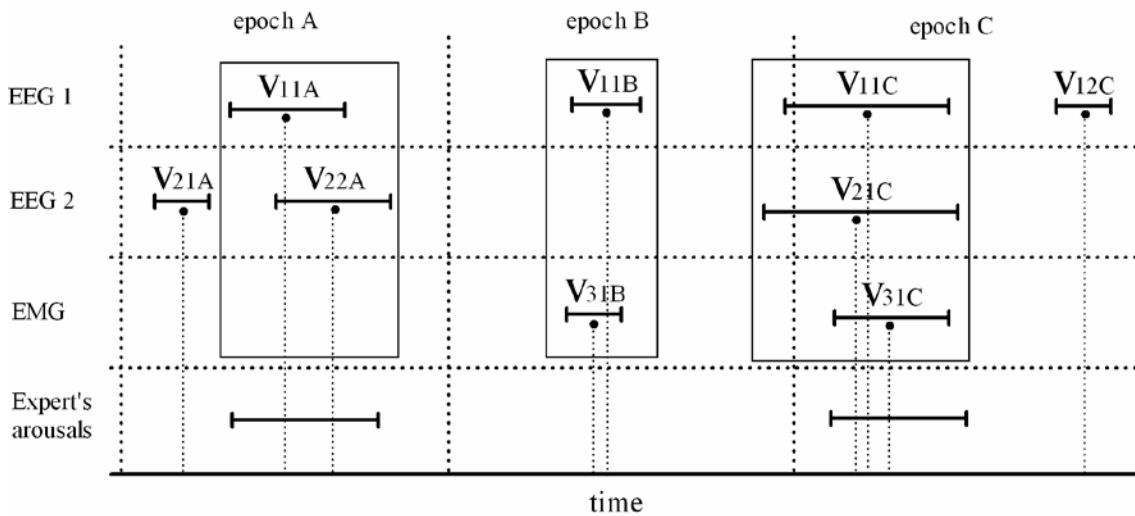 epoch A
epoch B
epoch C
EEG 1
V11A
V11B
V11C
V12C
EEG 2
V21A
V22A
V21C
EMG
V31B
V31C
Expert's
arousals
time